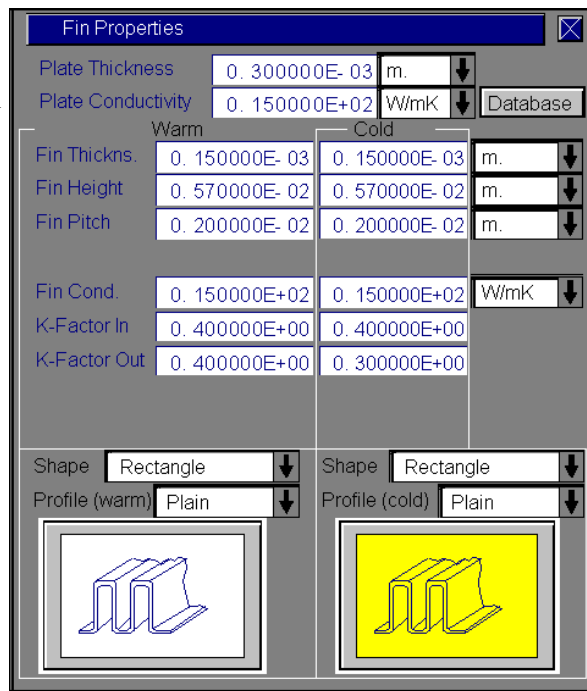 Fin Properties
Plate Thickness 0. 300000E- 03 m.
Plate Conductivity 0. 150000E+02 W/mK Database
Warm Cold
Fin Thickns. 0. 150000E- 03 0. 150000E- 03 m.
Fin Height 0. 570000E- 02 0. 570000E- 02 m.
Fin Pitch 0. 200000E- 02 0. 200000E- 02 m.
Fin Cond. 0. 150000E+02 0. 150000E+02 W/mK
K-Factor In 0. 400000E+00 0. 400000E+00
K-Factor Out 0. 400000E+00 0. 300000E+00
Shape Rectangle Shape Rectangle
Profile (warm) Plain Profile (cold) Plain